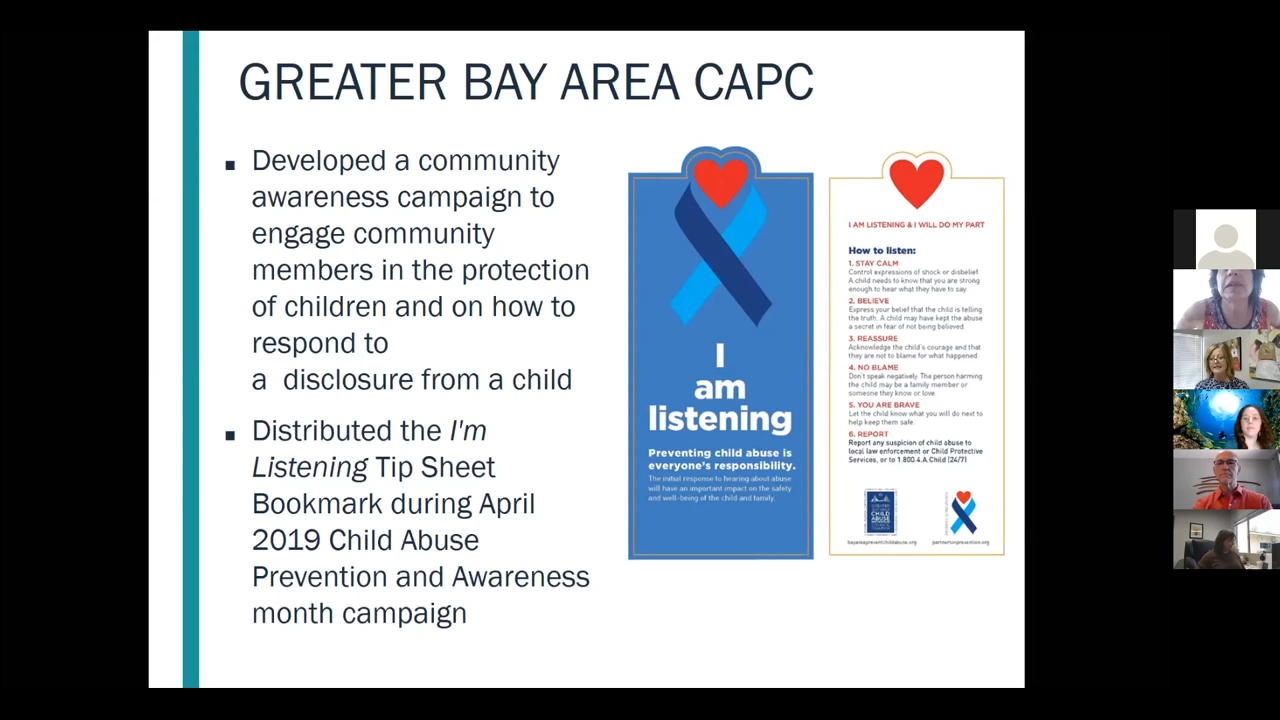 GREATER BAY AREA CAPC
▪ Developed a community
awareness campaign to
engage community
members in the protection
of children and on how to
respond to
a  disclosure from a child
▪ Distributed the I'm
Listening Tip Sheet
Bookmark during April
2019 Child Abuse
Prevention and Awareness
month campaign
I
am
listening
Preventing child abuse is
everyone's responsibility.
The initial response to hearing about abuse
will have an important impact on the safety
and well-being of the child and family.
I AM LISTENING & I WILL DO MY PART
How to listen:
1. STAY CALM
Control expressions of shock or disbelief.
A child needs to know that you are strong
enough to hear what they have to say.
2. BELIEVE
Express your belief that the child is telling
the truth. A child may have kept the abuse
a secret in fear of not being believed.
3. REASSURE
Acknowledge the child's courage and that
they are not to blame for what happened.
4. NO BLAME
Don't speak negatively. The person harming
the child may be a family member or
someone they know or love.
5. YOU ARE BRAVE
Let the child know what you will do next to
help keep them safe.
6. REPORT
Report any suspicion of child abuse to
local law enforcement or Child Protective
Services, or to 1.800.4.A.Child (24/7)
CHILD
ABUSE
bayareapreventchildabuse.org
partnersinprevention.org